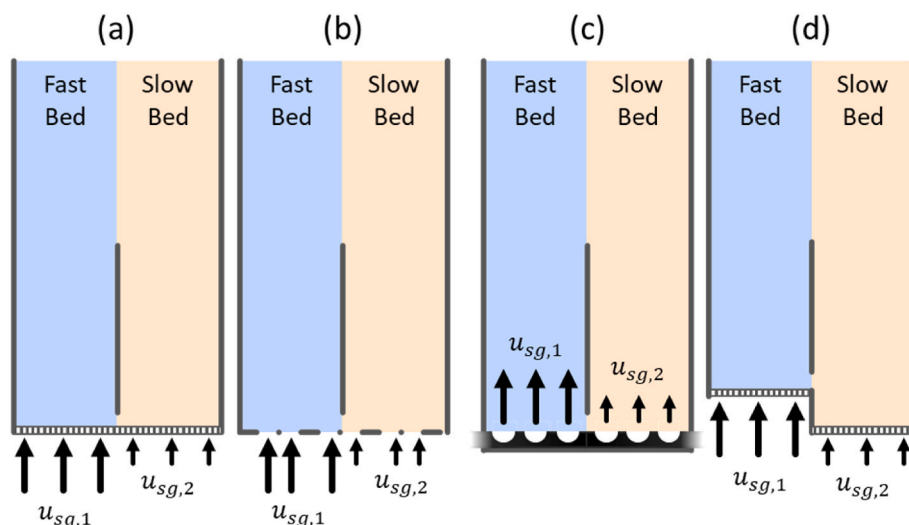 (a) (b) (c) (d)
Fast Slow Fast Slow Fast Slow Fast Slow
Bed Bed Bed Bed Bed Bed Bed Bed
u_{sg,1}
u_{sg,2}
u_{sg,2}
u_{sg,2}
u_{sg,1}
u_{sg,2}
u_{sg,1}
u_{sg,1}